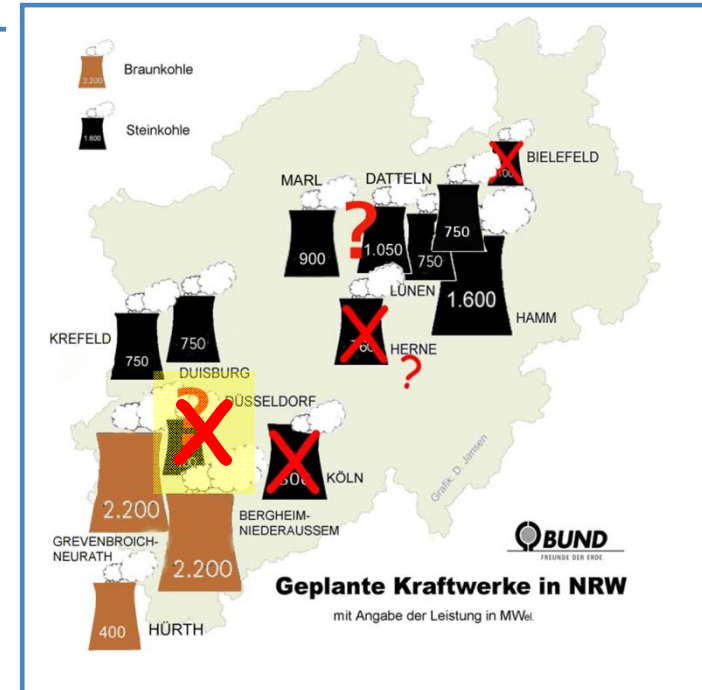 2.200
Braunkohle
1.600
Steinkohle
BIELEFELD
MARL
DATTELN
?
900
1.050
750
750
LÜNEN
1.600
HAMM
HERNE
?
KREFELD
750
750
DUISBURG
?
DÜSSELDORF
KÖLN
2.200
GREVENBROICH-
NEURATH
BERGHEIM-
NIEDERAUSSEM
2.200
400
HÜRTH
Grafik: D. Jansen
BUND
FREUNDE DER ERDE
Geplante Kraftwerke in NRW
mit Angabe der Leistung in MWel.